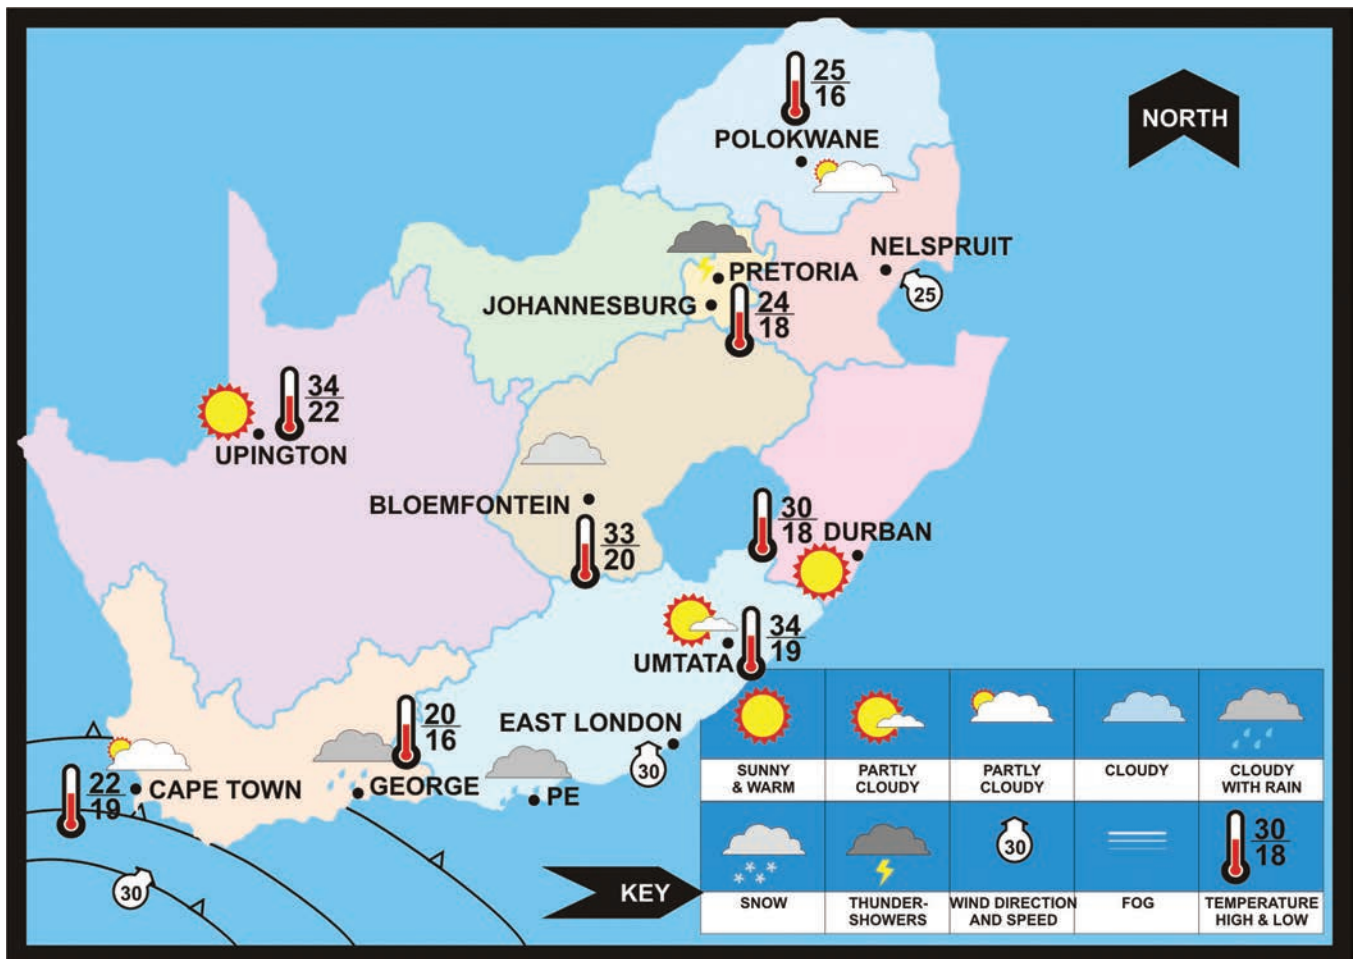 25
16
POLOKWANE
NORTH
NELSPRUIT
25
PRETORIA
JOHANNESBURG
24
18
34
22
UPINGTON
BLOEMFONTEIN
33
20
30
18
DURBAN
34
19
UMTATA
20
16
EAST LONDON
30
22
19
CAPE TOWN
GEORGE
PE
30
KEY
SUNNY
& WARM
PARTLY
CLOUDY
PARTLY
CLOUDY
CLOUDY
CLOUDY
WITH RAIN
30
30
18
SNOW
THUNDER-
SHOWERS
WIND DIRECTION
AND SPEED
FOG
TEMPERATURE
HIGH & LOW